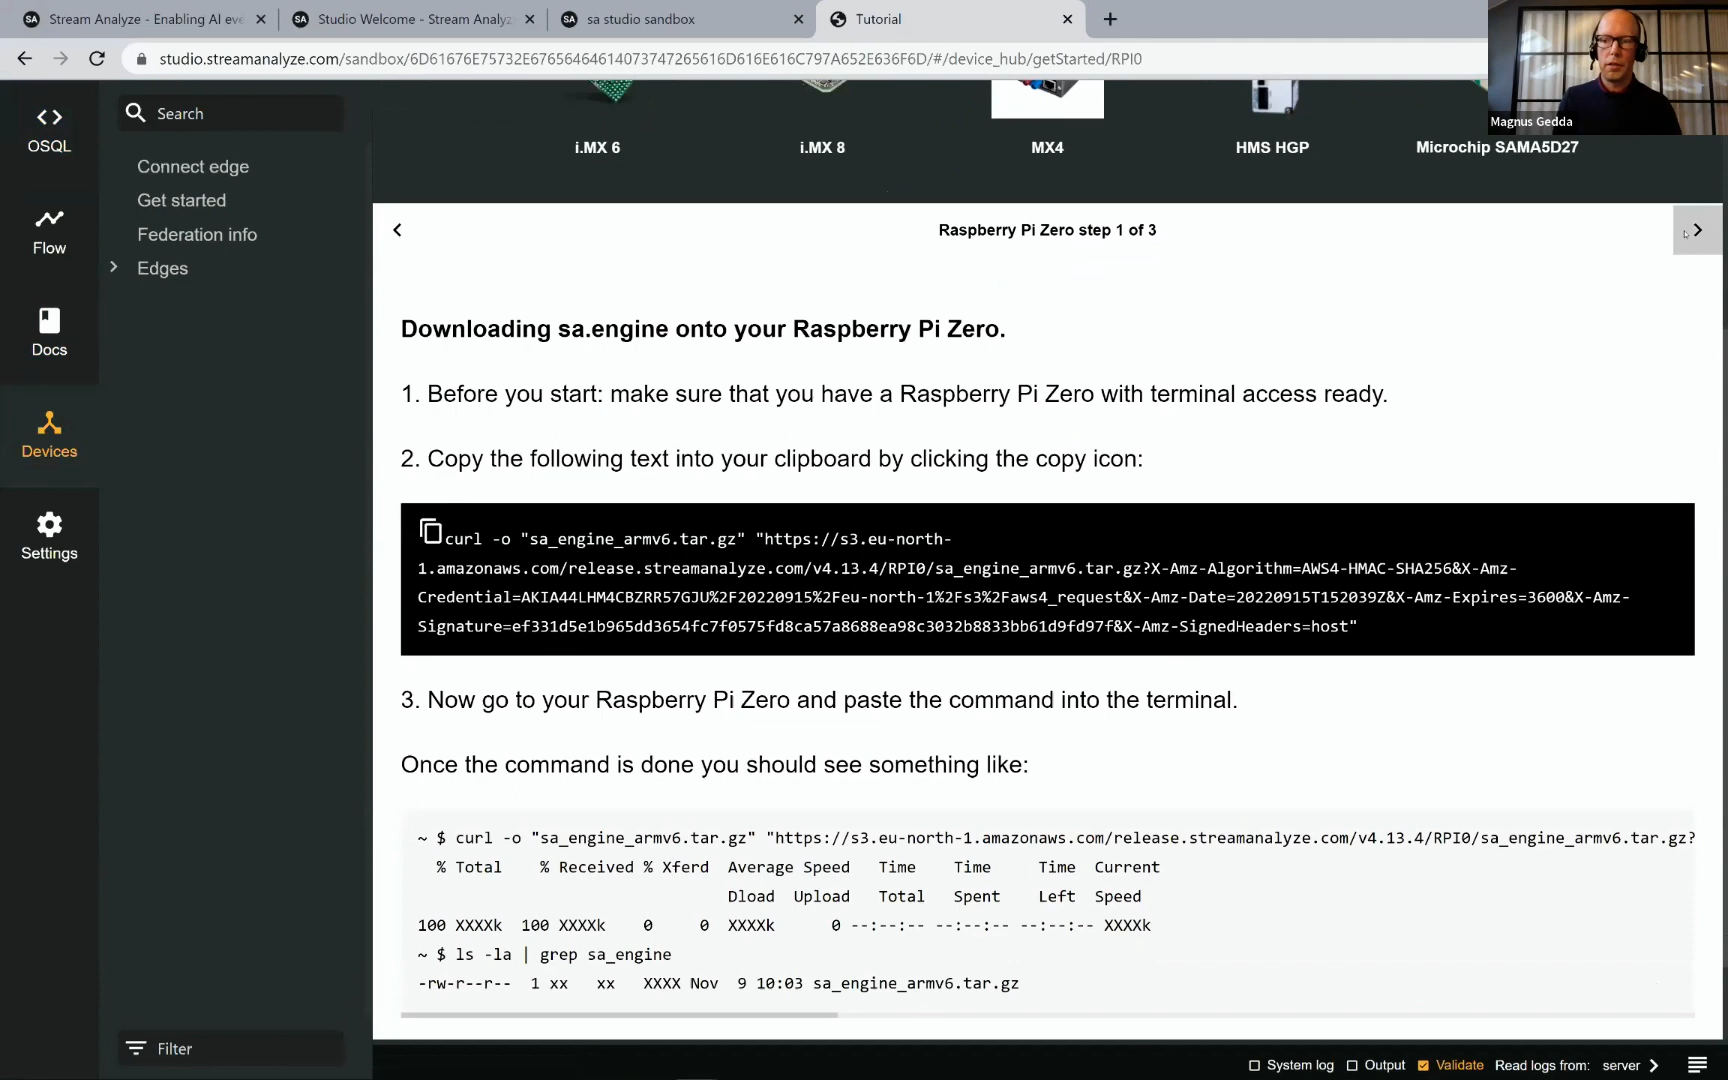 Stream Analyze - Enabling AI eve
Studio Welcome - Stream Analyz
sa studio sandbox
Tutorial
studio.streamanalyze.com/sandbox/6D61676E75732E67656464614073747265616D616E616C797A652E636F6D/#/device_hub/getStarted/RPI0
Magnus Gedda
OSQL
Flow
Docs
Devices
Settings
Search
Connect edge
Get started
Federation info
Edges
Filter
i.MX 6
i.MX 8
MX4
HMS HGP
Microchip SAMA5D27
Raspberry Pi Zero step 1 of 3
Downloading sa.engine onto your Raspberry Pi Zero.
1. Before you start: make sure that you have a Raspberry Pi Zero with terminal access ready.
2. Copy the following text into your clipboard by clicking the copy icon:
curl -o "sa_engine_armv6.tar.gz" "https://s3.eu-north-
1.amazonaws.com/release.streamanalyze.com/v4.13.4/RPI0/sa_engine_armv6.tar.gz?X-Amz-Algorithm=AWS4-HMAC-SHA256&X-Amz-
Credential=AKIA44LHM4CBZRR57GJU%2F20220915%2Feu-north-1%2Fs3%2Faws4_request&X-Amz-Date=20220915T152039Z&X-Amz-Expires=3600&X-Amz-
Signature=ef331d5e1b965dd3654fc7f0575fd8ca57a8688ea98c3032b8833bb61d9fd97f&X-Amz-SignedHeaders=host"
3. Now go to your Raspberry Pi Zero and paste the command into the terminal.
Once the command is done you should see something like:
~ $ curl -o "sa_engine_armv6.tar.gz" "https://s3.eu-north-1.amazonaws.com/release.streamanalyze.com/v4.13.4/RPI0/sa_engine_armv6.tar.gz?
% Total % Received % Xferd Average Speed Time Time Time Current
Dload Upload Total Spent Left Speed
100 XXXXk 100 XXXXk 0 0 XXXXk 0 --:--:-- --:--:-- --:--:-- XXXXk
~ $ ls -la | grep sa_engine
-rw-r--r-- 1 xx xx XXXX Nov 9 10:03 sa_engine_armv6.tar.gz
System log Output Validate Read logs from: server